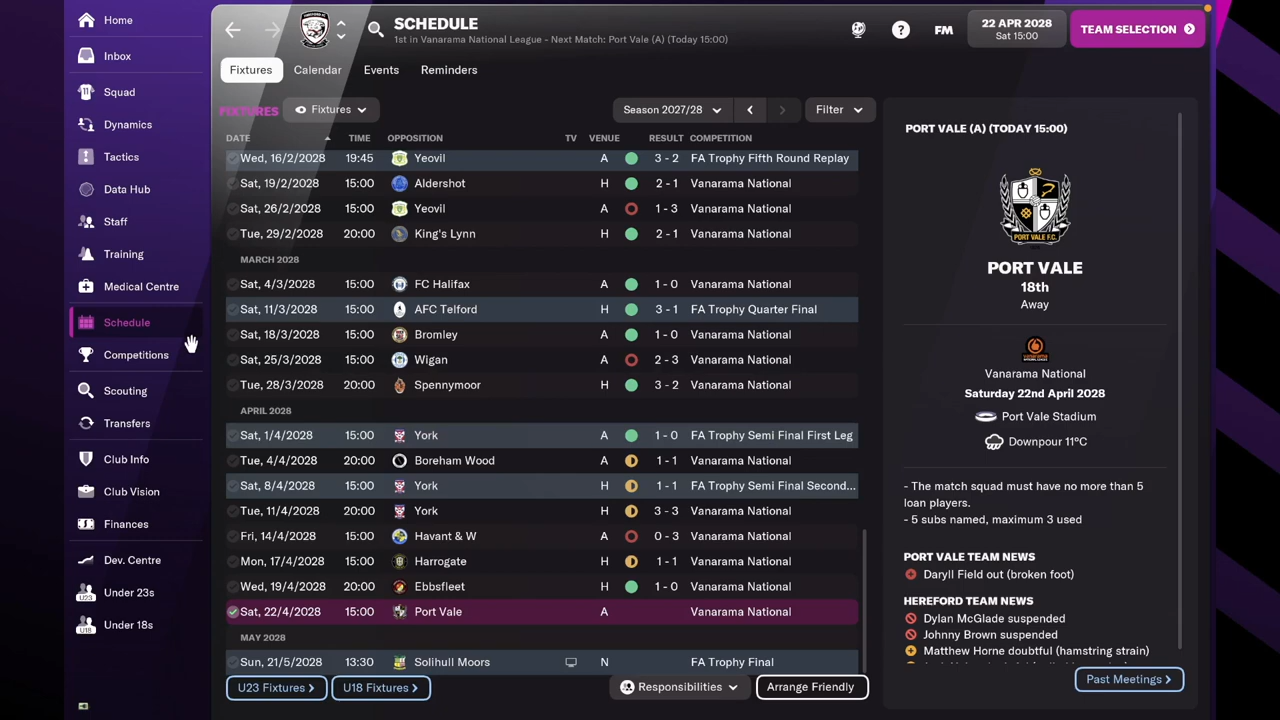 Home
Inbox
Squad
Dynamics
Tactics
Data Hub
Staff
Training
Medical Centre
Schedule
Competitions
Scouting
Transfers
Club Info
Club Vision
Finances
Dev. Centre
U23 Under 23s
U18 Under 18s
SCHEDULE
1st in Vanarama National League - Next Match: Port Vale (A) (Today 15:00)
? FM 22 APR 2028 Sat 15:00 TEAM SELECTION
Fixtures Calendar Events Reminders
FIXTURES Fixtures Season 2027/28 Filter
DATE TIME OPPOSITION TV VENUE RESULT COMPETITION
Wed, 16/2/2028 19:45 Yeovil A 3 - 2 FA Trophy Fifth Round Replay
Sat, 19/2/2028 15:00 Aldershot H 2 - 1 Vanarama National
Sat, 26/2/2028 15:00 Yeovil A 1 - 3 Vanarama National
Tue, 29/2/2028 20:00 King's Lynn H 2 - 1 Vanarama National
MARCH 2028
Sat, 4/3/2028 15:00 FC Halifax A 1 - 0 Vanarama National
Sat, 11/3/2028 15:00 AFC Telford H 3 - 1 FA Trophy Quarter Final
Sat, 18/3/2028 15:00 Bromley A 1 - 0 Vanarama National
Sat, 25/3/2028 15:00 Wigan A 2 - 3 Vanarama National
Tue, 28/3/2028 20:00 Spennymoor H 3 - 2 Vanarama National
APRIL 2028
Sat, 1/4/2028 15:00 York A 1 - 0 FA Trophy Semi Final First Leg
Tue, 4/4/2028 20:00 Boreham Wood A 1 - 1 Vanarama National
Sat, 8/4/2028 15:00 York H 1 - 1 FA Trophy Semi Final Second...
Tue, 11/4/2028 20:00 York H 3 - 3 Vanarama National
Fri, 14/4/2028 15:00 Havant & W A 0 - 3 Vanarama National
Mon, 17/4/2028 15:00 Harrogate H 1 - 1 Vanarama National
Wed, 19/4/2028 20:00 Ebbsfleet H 1 - 0 Vanarama National
Sat, 22/4/2028 15:00 Port Vale A Vanarama National
MAY 2028
Sun, 21/5/2028 13:30 Solihull Moors N FA Trophy Final
U23 Fixtures U18 Fixtures Responsibilities Arrange Friendly
PORT VALE (A) (TODAY 15:00)
PORT VALE F.C.
PORT VALE
18th
Away
Vanarama National
Saturday 22nd April 2028
Port Vale Stadium
Downpour 11ºC
- The match squad must have no more than 5
loan players.
- 5 subs named, maximum 3 used
PORT VALE TEAM NEWS
Daryll Field out (broken foot)
HEREFORD TEAM NEWS
Dylan McGlade suspended
Johnny Brown suspended
Matthew Horne doubtful (hamstring strain)
Past Meetings